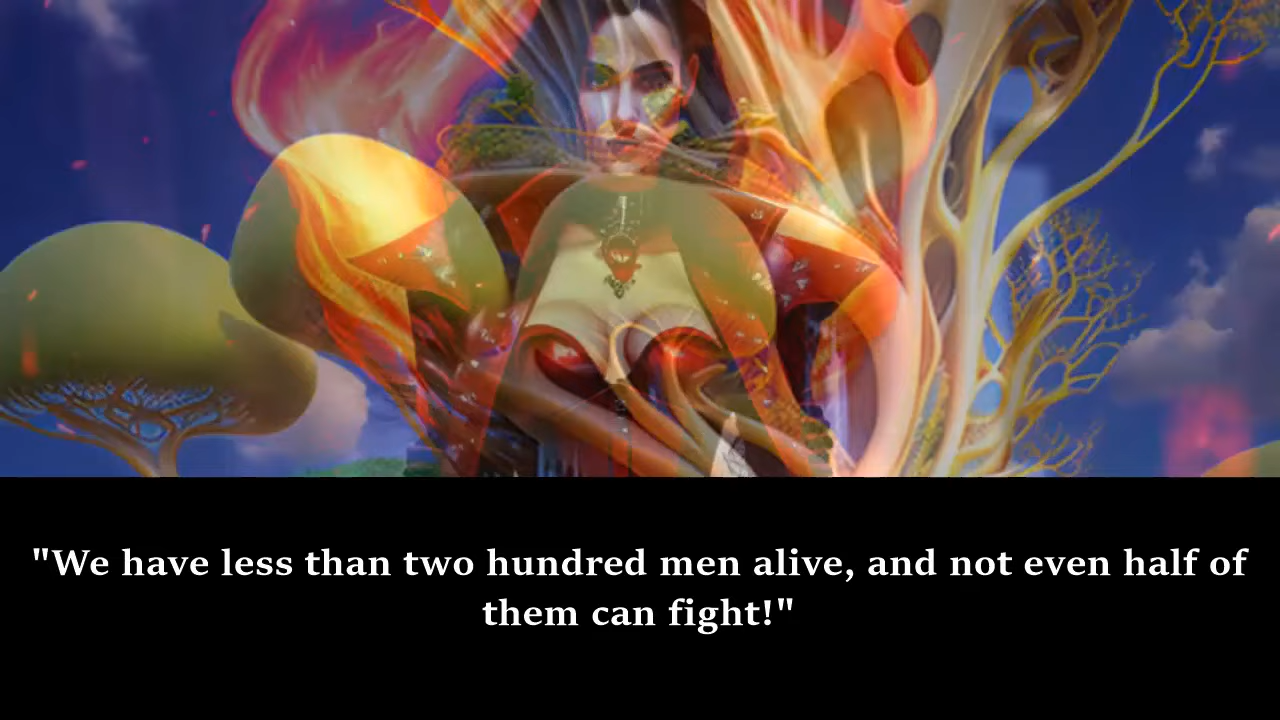 "We have less than two hundred men alive, and not even half of
them can fight!"